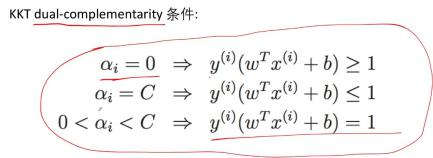 KKT dual-complementarity 条件:
αᵢ = 0 ⇒ y⁽ⁱ⁾(wᵀx⁽ⁱ⁾ + b) ≥ 1
αᵢ = C ⇒ y⁽ⁱ⁾(wᵀx⁽ⁱ⁾ + b) ≤ 1
0 < αᵢ < C ⇒ y⁽ⁱ⁾(wᵀx⁽ⁱ⁾ + b) = 1